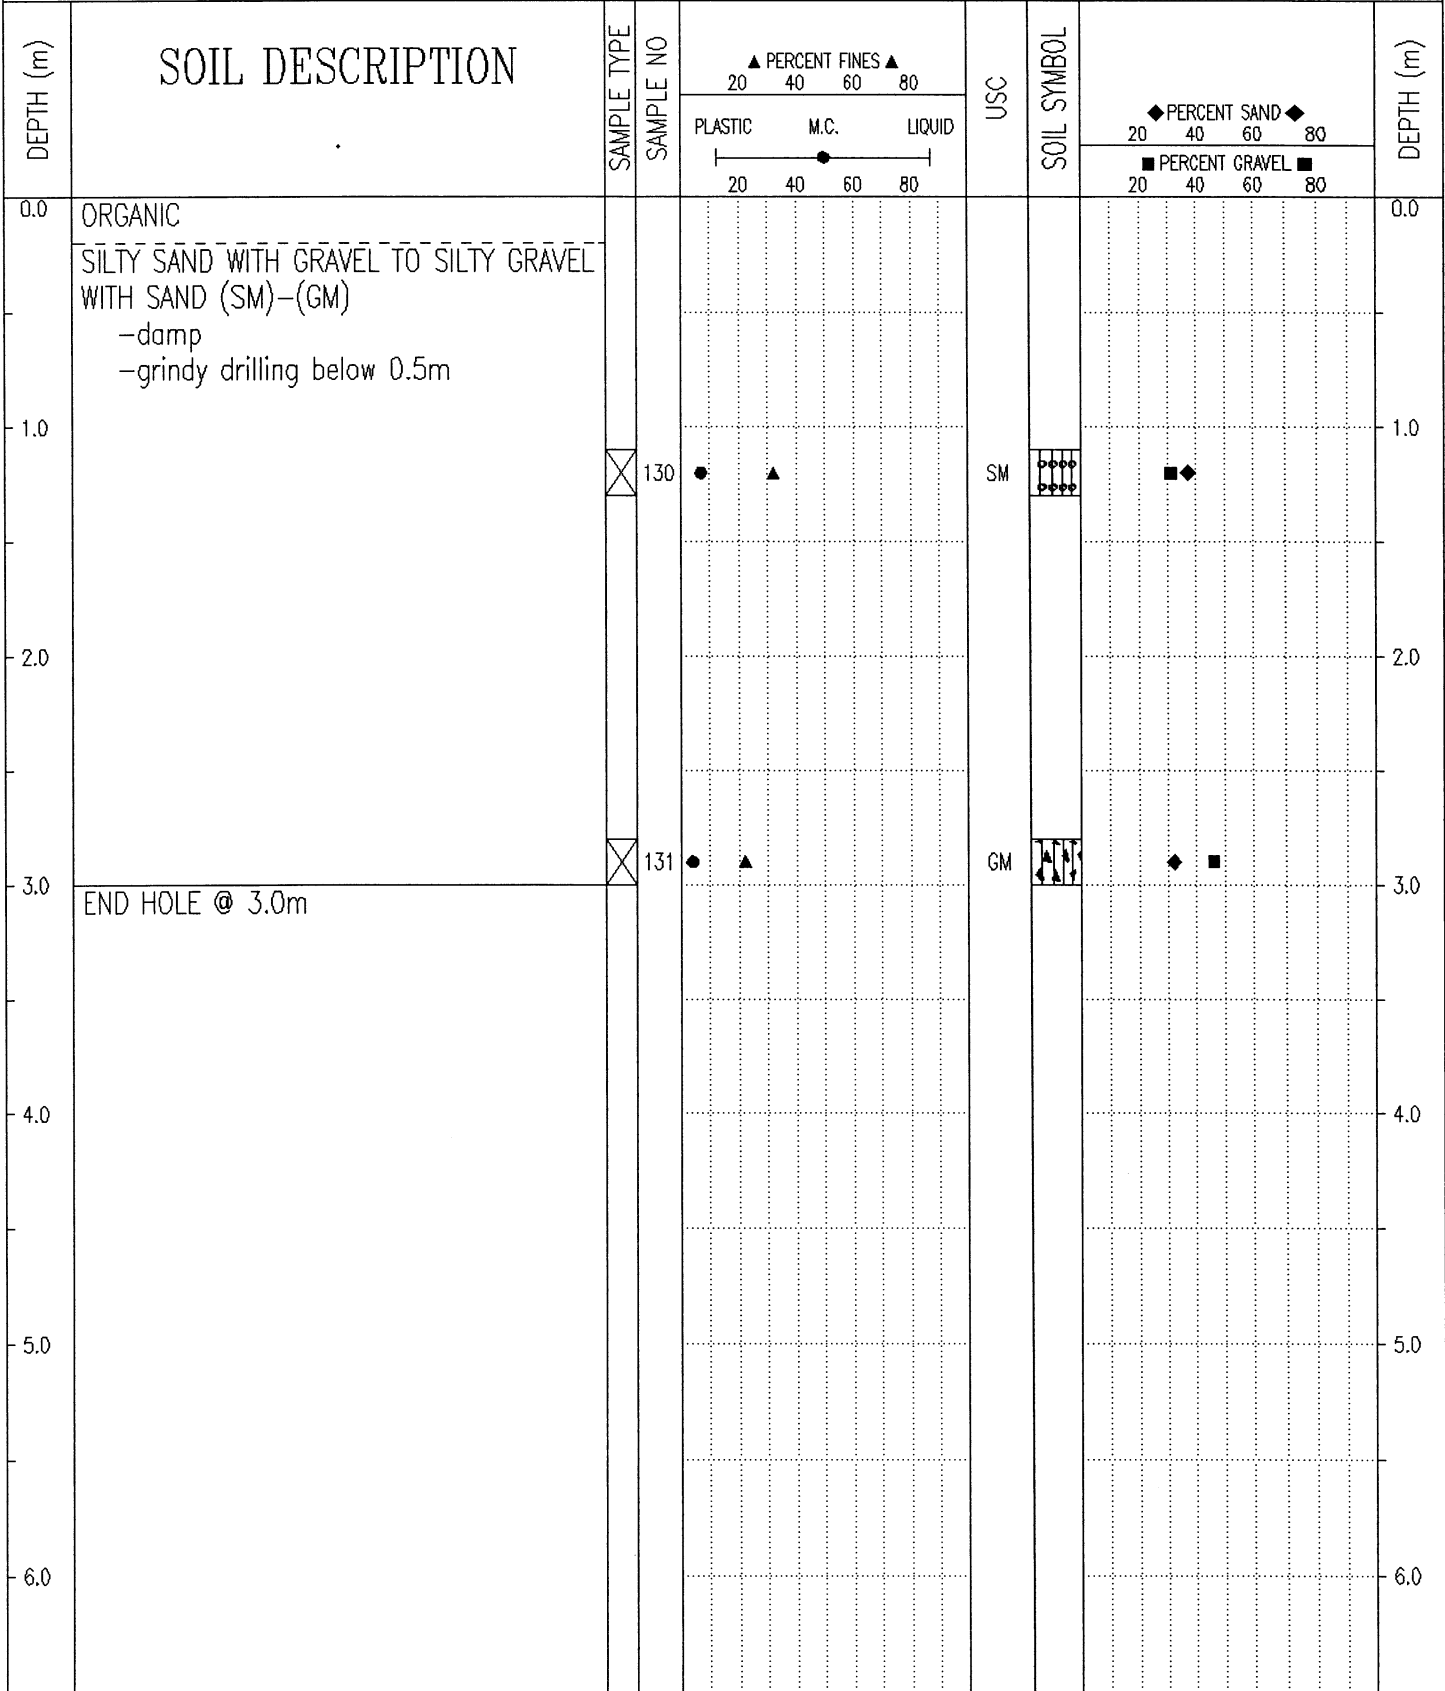 DEPTH (m)
SOIL DESCRIPTION
SAMPLE TYPE
SAMPLE NO
▲ PERCENT FINES ▲
20 40 60 80
PLASTIC M.C. LIQUID
20 40 60 80
USC
SOIL SYMBOL
◆PERCENT SAND◆
20 40 60 80
■ PERCENT GRAVEL ■
20 40 60 80
DEPTH (m)
0.0 ORGANIC 0.0
SILTY SAND WITH GRAVEL TO SILTY GRAVEL
WITH SAND (SM)-(GM)
-damp
-grindy drilling below 0.5m
1.0 1.0
130 SM
2.0 2.0
131 GM
3.0 3.0
END HOLE @ 3.0m
4.0 4.0
5.0 5.0
6.0 6.0